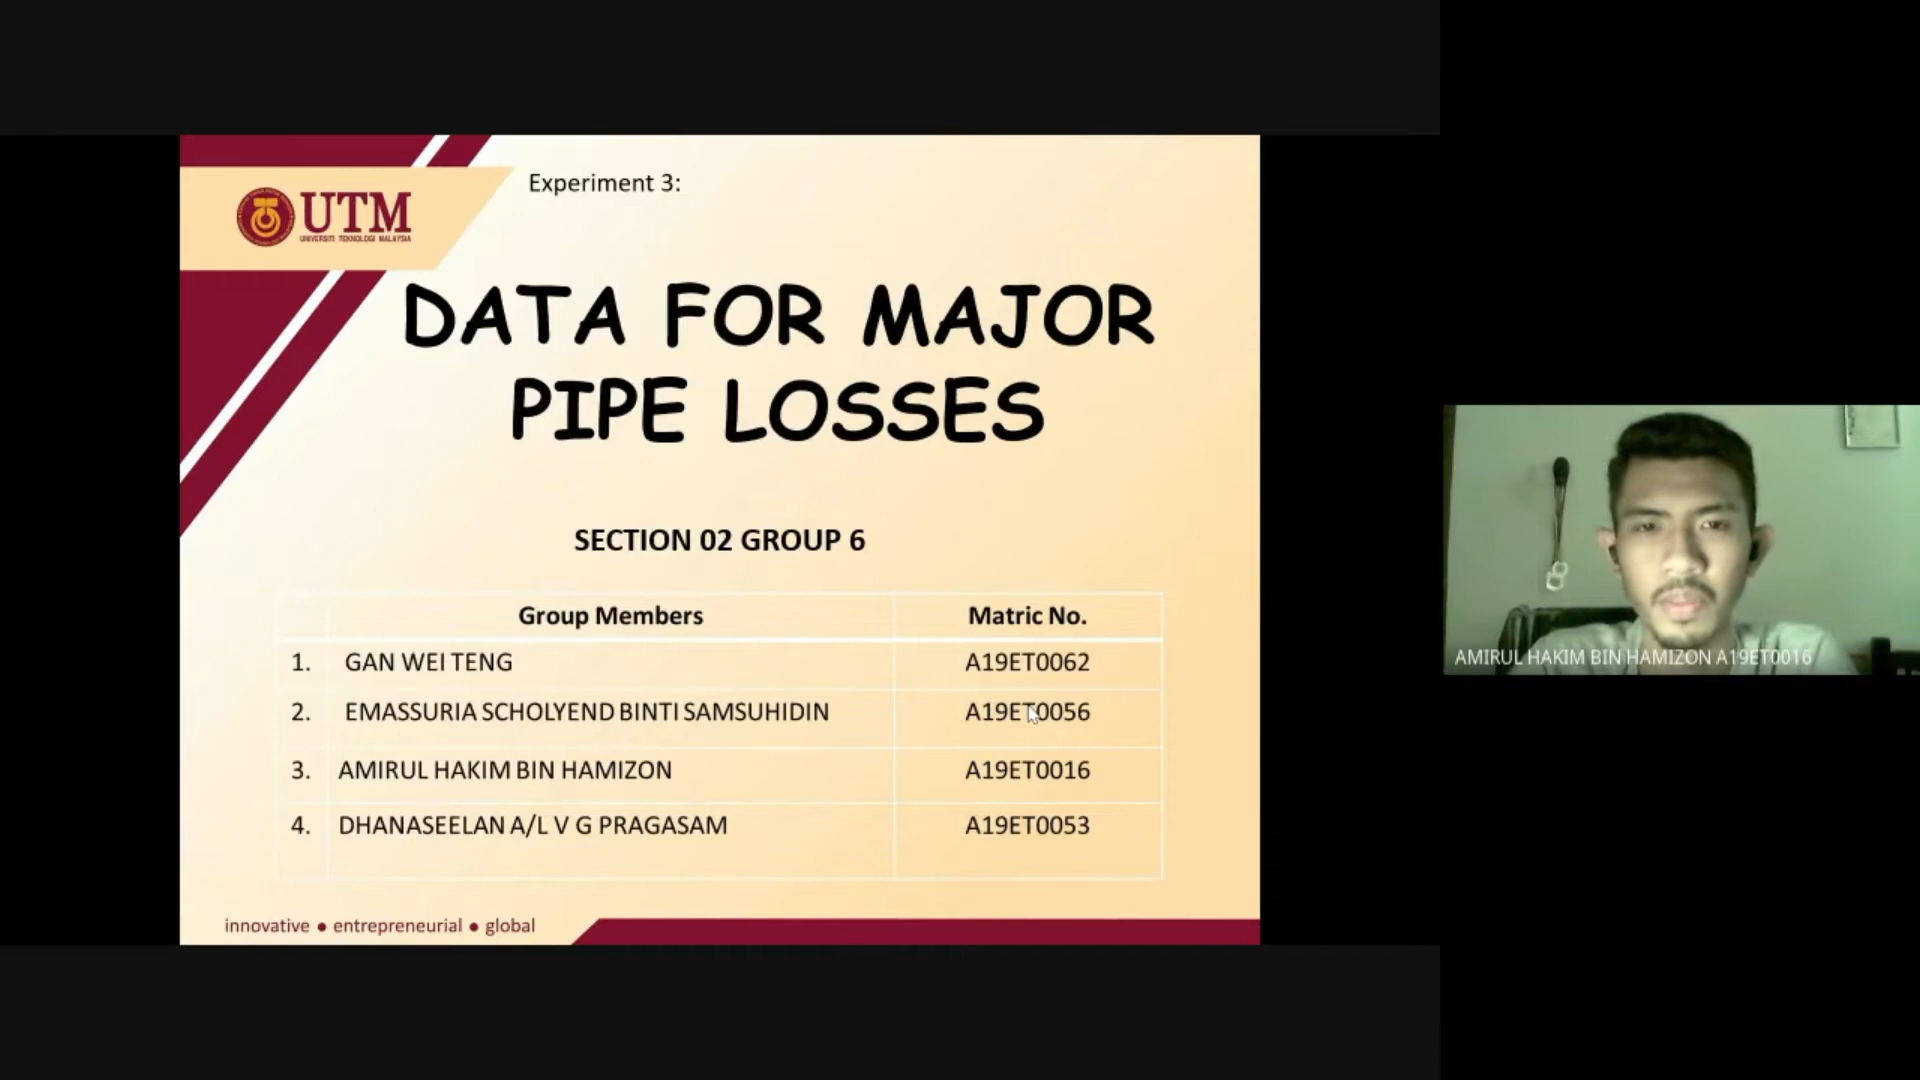 UTM
UNIVERSITI TEKNOLOGI MALAYSIA
Experiment 3:
DATA FOR MAJOR
PIPE LOSSES
SECTION 02 GROUP 6
Group Members Matric No.
1. GAN WEI TENG A19ET0062
2. EMASSURIA SCHOLYEND BINTI SAMSUHIDIN A19ET0056
3. AMIRUL HAKIM BIN HAMIZON A19ET0016
4. DHANASEELAN A/L V G PRAGASAM A19ET0053
innovative ● entrepreneurial ● global
AMIRUL HAKIM BIN HAMIZON A19ET0016